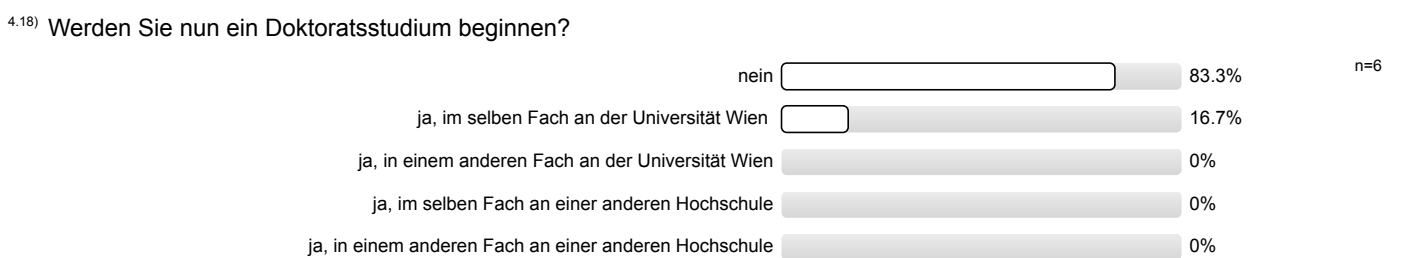 4.18) Werden Sie nun ein Doktoratsstudium beginnen?
nein 83.3% n=6
ja, im selben Fach an der Universität Wien 16.7%
ja, in einem anderen Fach an der Universität Wien 0%
ja, im selben Fach an einer anderen Hochschule 0%
ja, in einem anderen Fach an einer anderen Hochschule 0%